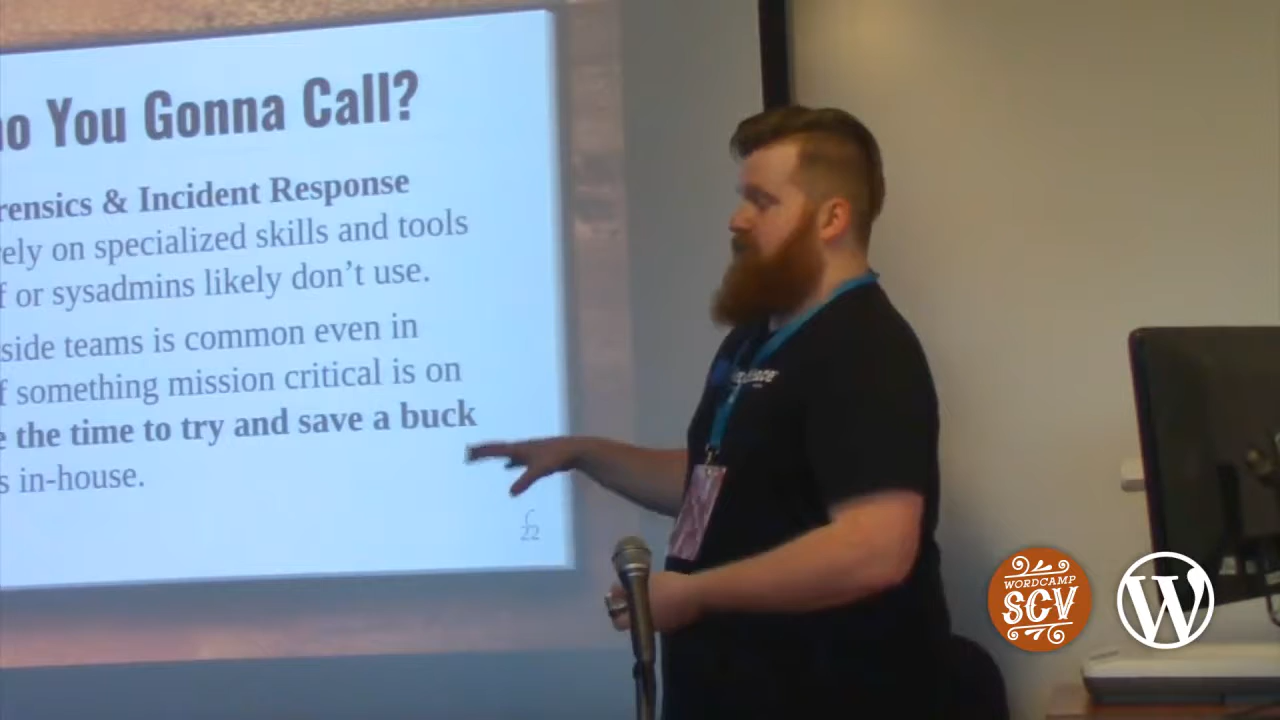 o You Gonna Call?
rensics & Incident Response
ely on specialized skills and tools
f or sysadmins likely don't use.
side teams is common even in
f something mission critical is on
e the time to try and save a buck
s in-house.
22
WORDCAMP
SCV
W